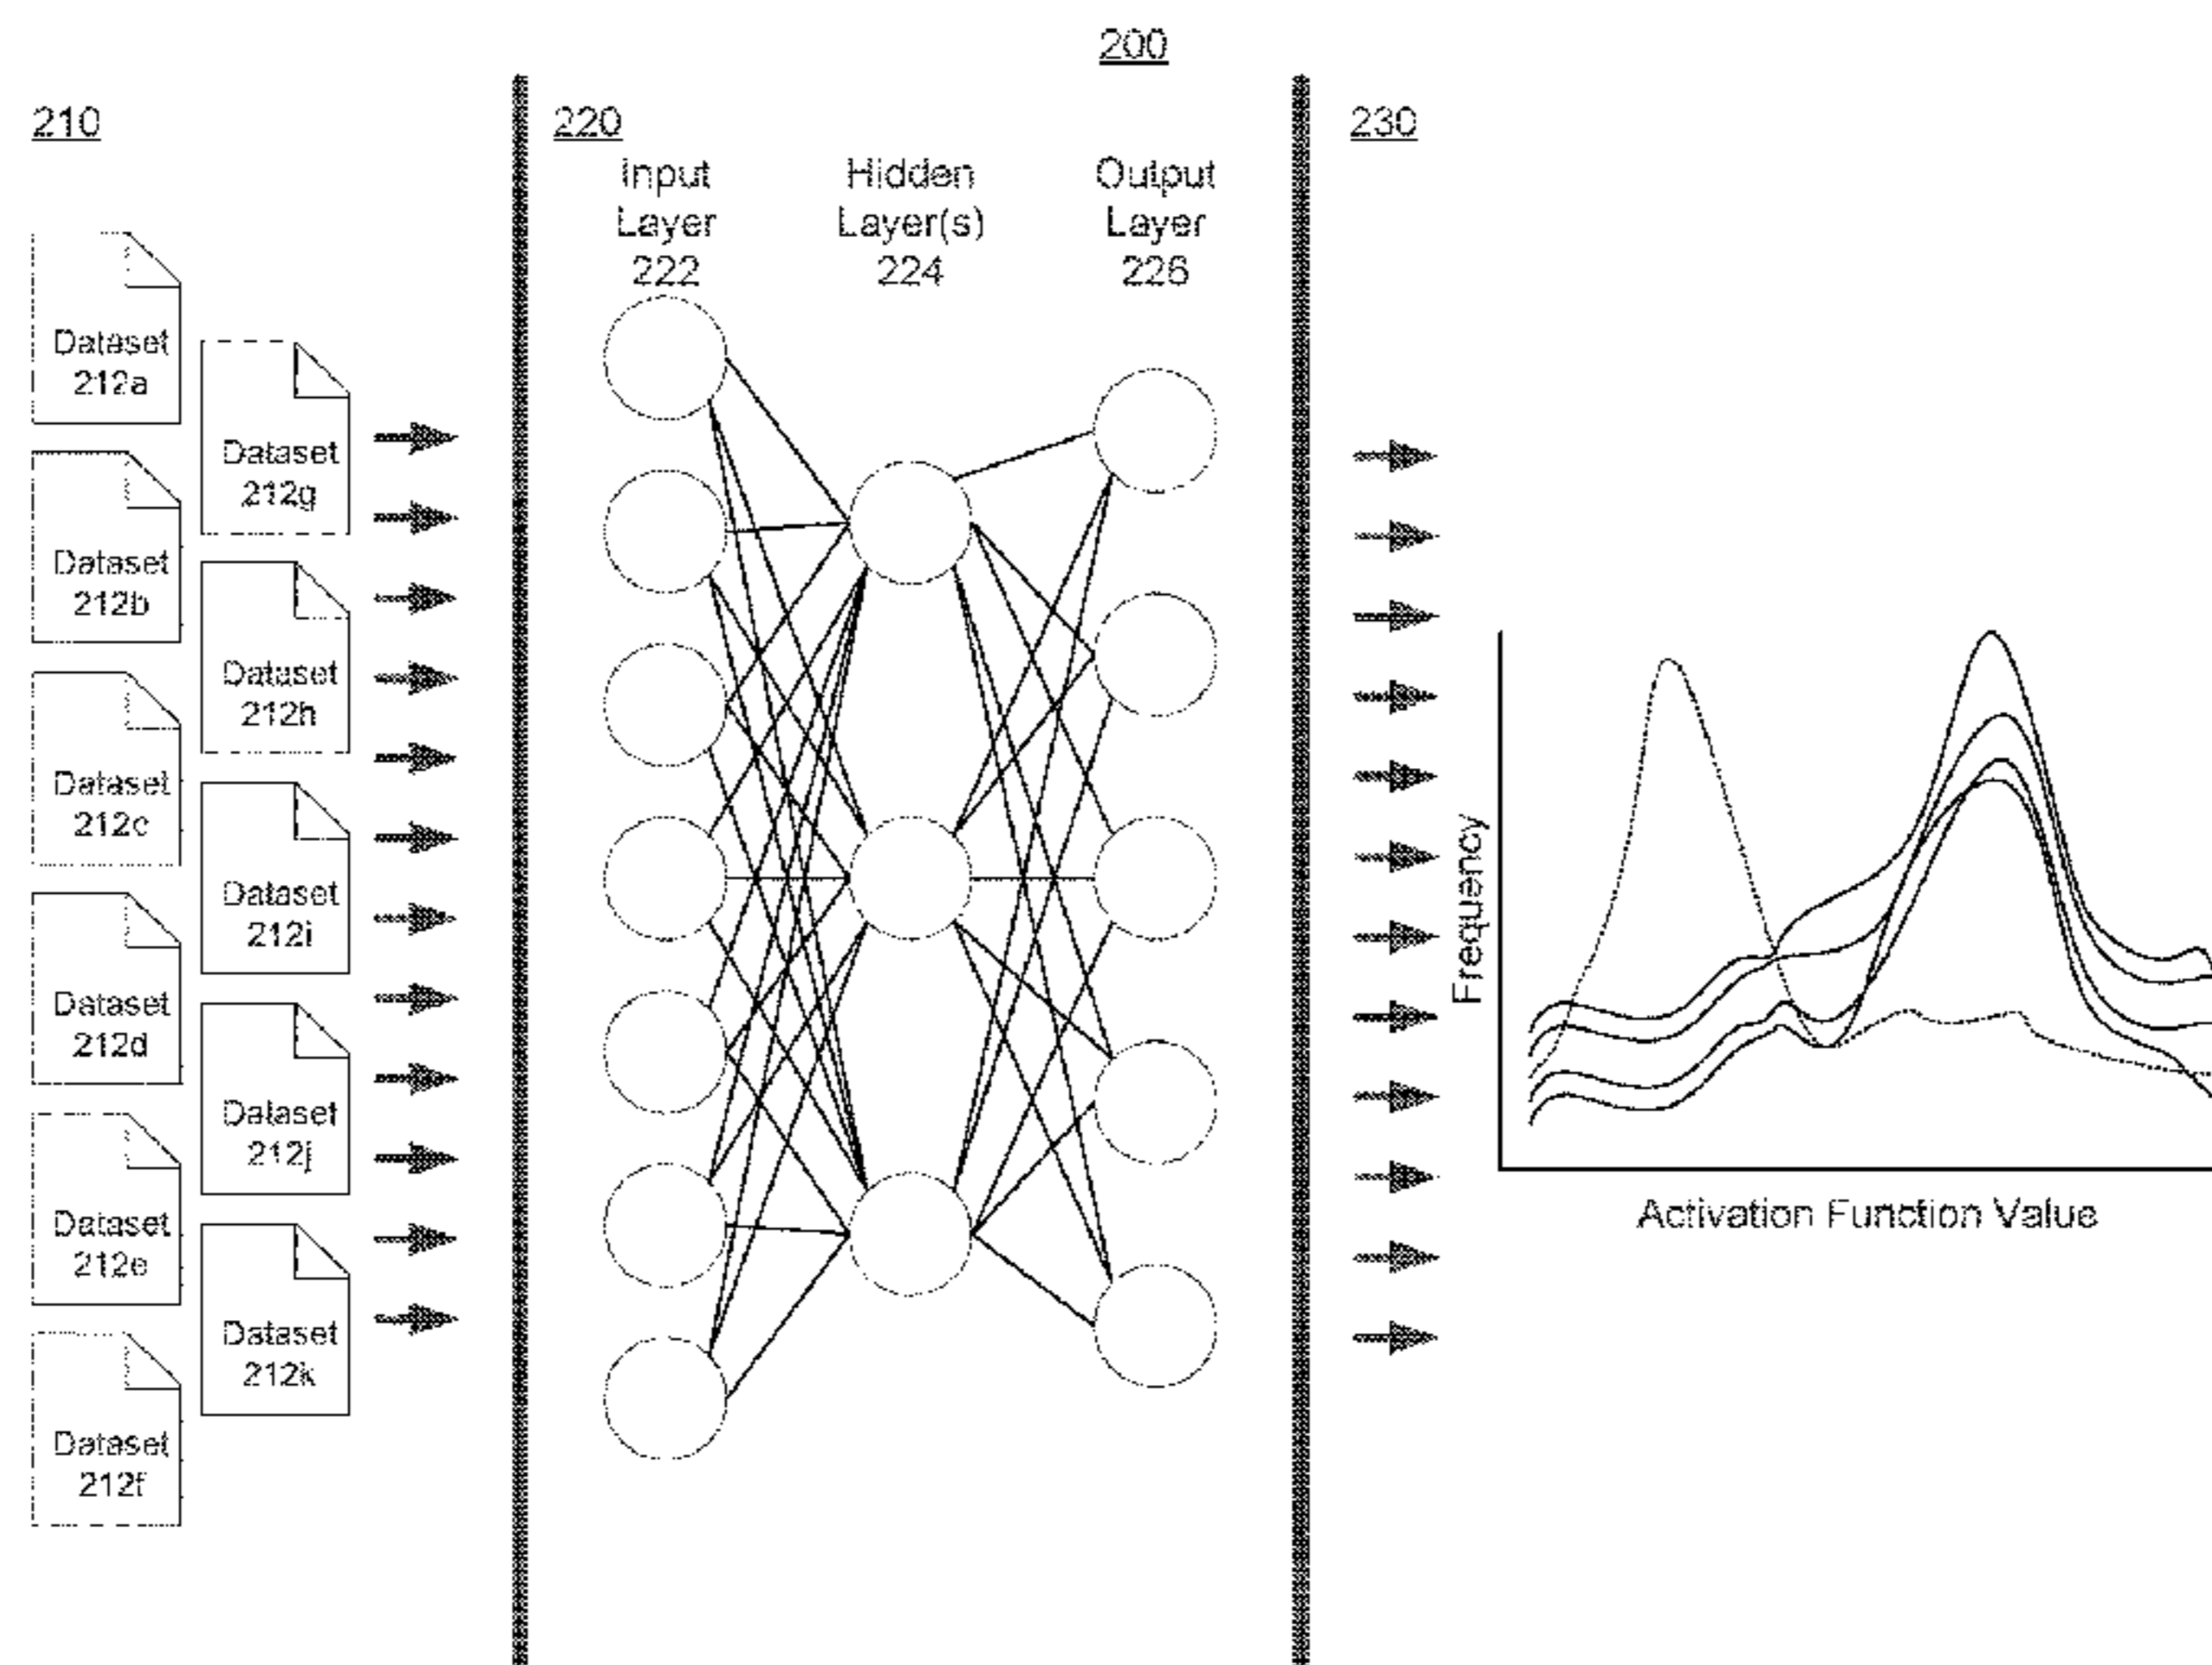 200
210
220
230
Input
Layer
222
Hidden
Layer(s)
224
Output
Layer
226
Dataset
212a
Dataset
212b
Dataset
212c
Dataset
212d
Dataset
212e
Dataset
212f
Dataset
212g
Dataset
212h
Dataset
212i
Dataset
212j
Dataset
212k
Frequency
Activation Function Value